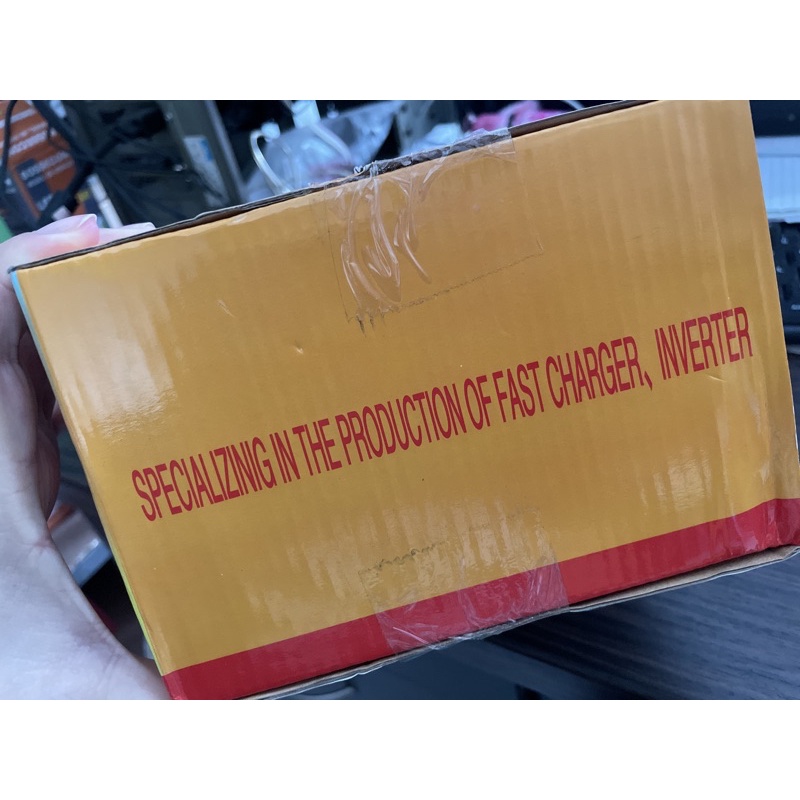 SPECIALIZINIG IN THE PRODUCTION OF FAST CHARGER、INVERTER